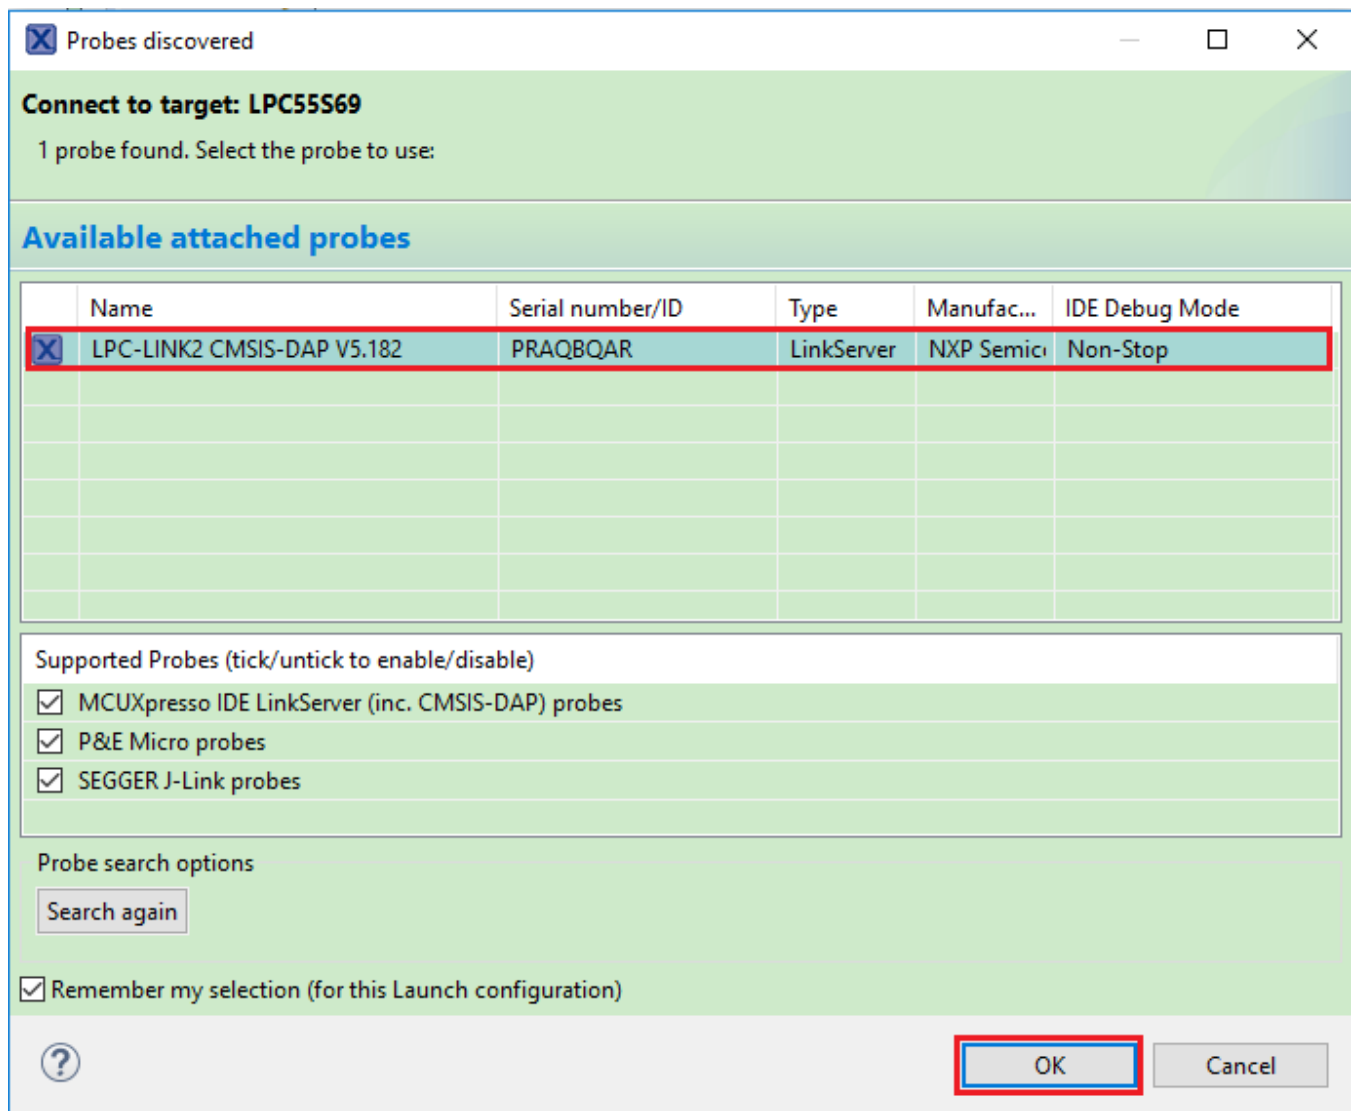 Probes discovered
Connect to target: LPC55S69
1 probe found. Select the probe to use:
Available attached probes
Name Serial number/ID Type Manufac... IDE Debug Mode
LPC-LINK2 CMSIS-DAP V5.182 PRAQBQAR LinkServer NXP Semic Non-Stop
Supported Probes (tick/untick to enable/disable)
MCUXpresso IDE LinkServer (inc. CMSIS-DAP) probes
P&E Micro probes
SEGGER J-Link probes
Probe search options
Search again
Remember my selection (for this Launch configuration)
? OK Cancel